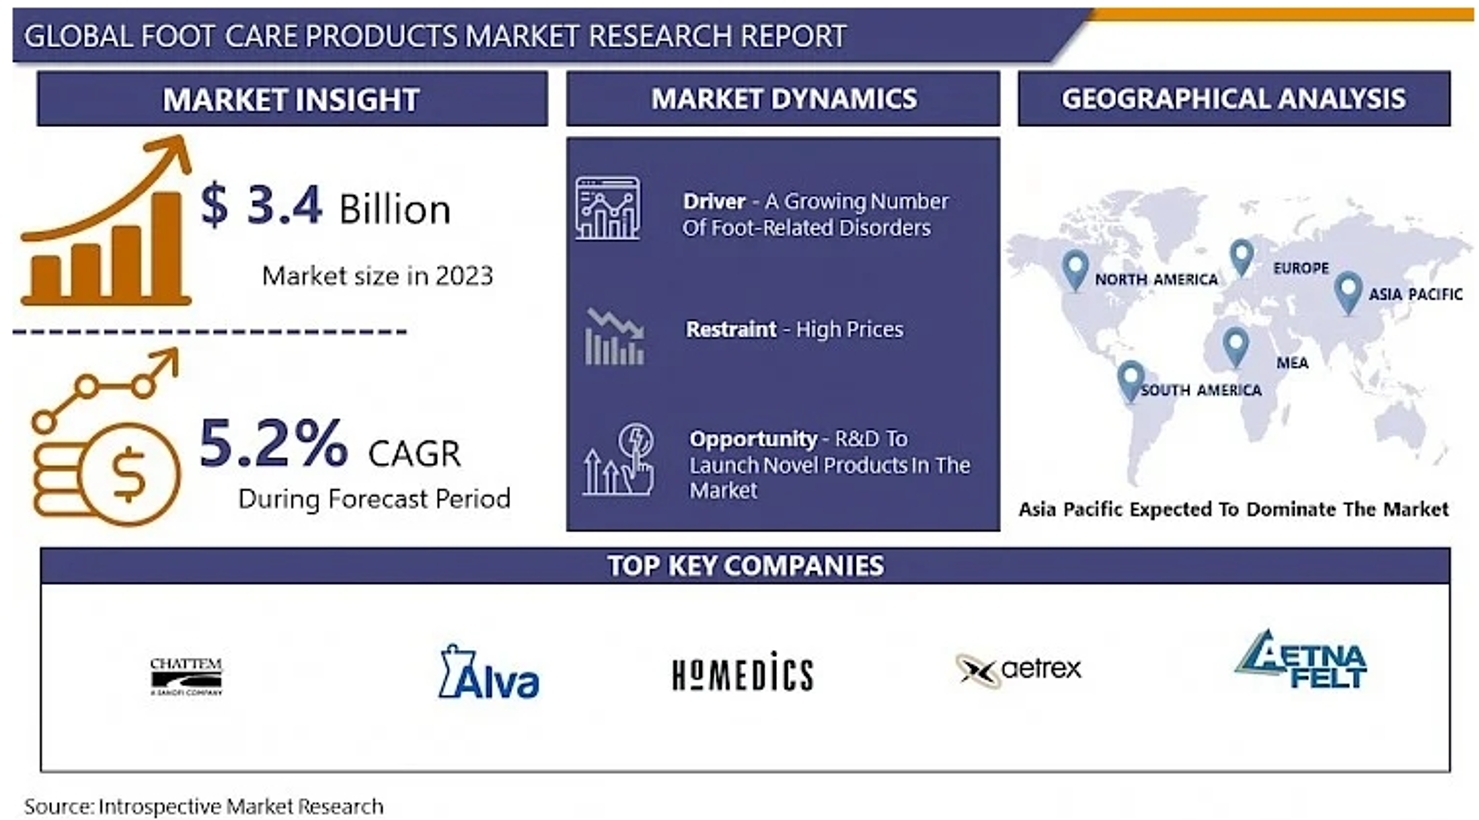 GLOBAL FOOT CARE PRODUCTS MARKET RESEARCH REPORT
MARKET INSIGHT
$ 3.4 Billion
Market size in 2023
$
5.2% CAGR
During Forecast Period
MARKET DYNAMICS
Driver - A Growing Number
Of Foot-Related Disorders
Restraint - High Prices
Opportunity - R&D To
Launch Novel Products In The
Market
GEOGRAPHICAL ANALYSIS
NORTH AMERICA
EUROPE
ASIA PACIFIC
MEA
SOUTH AMERICA
Asia Pacific Expected To Dominate The Market
TOP KEY COMPANIES
CHATTEM
A SANOFI COMPANY
Alva
HOMEDICS
aetrex
AETNA
FELT
Source: Introspective Market Research